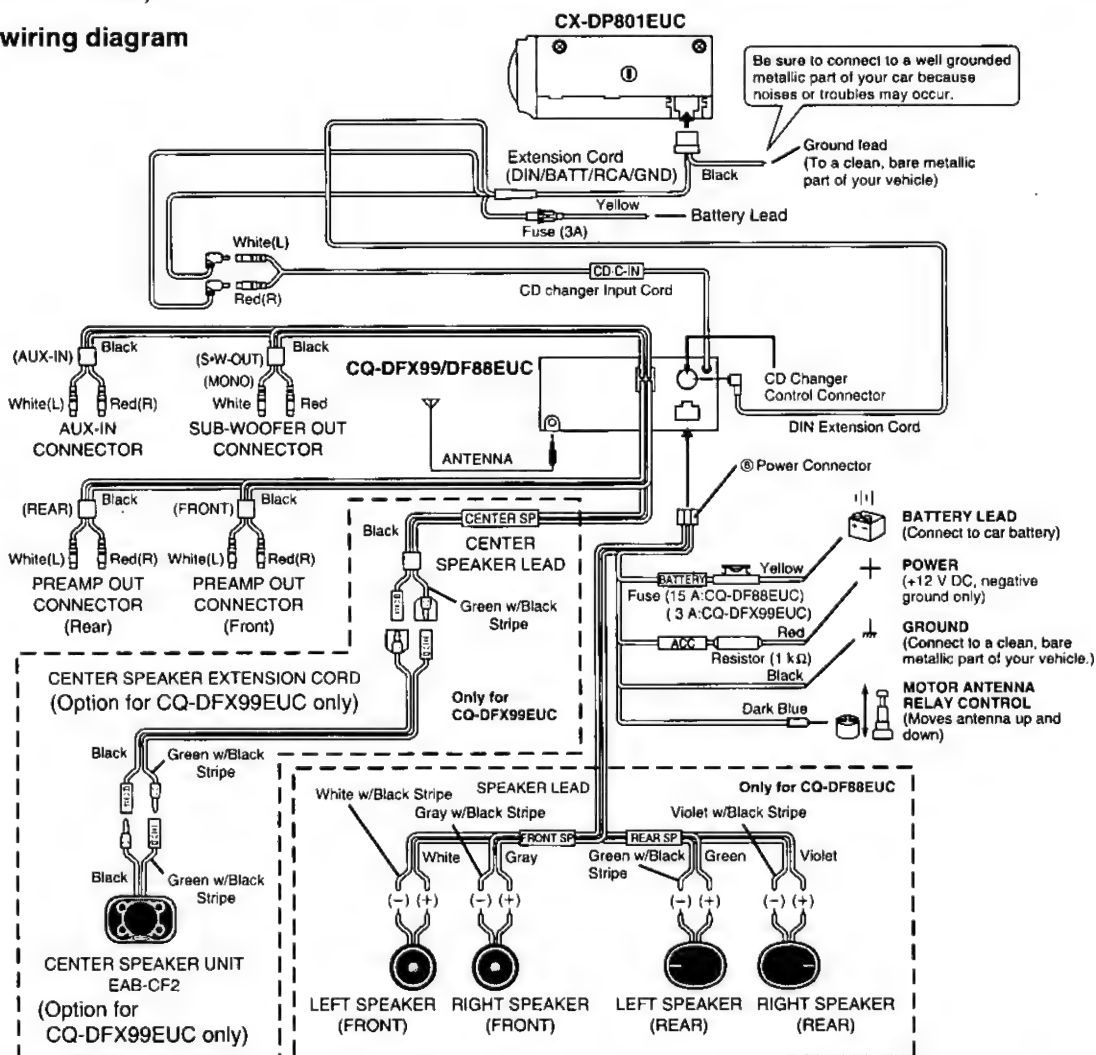 wiring diagram
CX-DP801EUC
Be sure to connect to a well grounded
metallic part of your car because
noises or troubles may occur.
Ground lead
(To a clean, bare metallic
part of your vehicle)
Extension Cord
(DIN/BATT/RCA/GND)
Black
Yellow
Battery Lead
Fuse (3A)
White(L)
Red(R)
CD·C-IN
CD changer Input Cord
(AUX-IN)
Black
White(L)
Red(R)
AUX-IN
CONNECTOR
(S•W-OUT)
Black
(MONO)
White
Red
SUB-WOOFER OUT
CONNECTOR
CQ-DFX99/DF88EUC
CD Changer
Control Connector
DIN Extension Cord
ANTENNA
⑥ Power Connector
(REAR)
Black
White(L)
Red(R)
PREAMP OUT
CONNECTOR
(Rear)
(FRONT)
Black
White(L)
Red(R)
PREAMP OUT
CONNECTOR
(Front)
Black
CENTER SP
CENTER
SPEAKER LEAD
Green w/Black
Stripe
BATTERY
Yellow
BATTERY LEAD
(Connect to car battery)
Fuse (15 A:CQ-DF88EUC)
( 3 A:CQ-DFX99EUC)
POWER
(+12 V DC, negative
ground only)
ACC
Red
Resistor (1 kΩ)
GROUND
(Connect to a clean, bare
metallic part of your vehicle.)
Black
Dark Blue
MOTOR ANTENNA
RELAY CONTROL
(Moves antenna up and
down)
CENTER SPEAKER EXTENSION CORD
(Option for CQ-DFX99EUC only)
Only for
CQ-DFX99EUC
Black
Green w/Black
Stripe
Black
Green w/Black
Stripe
CENTER SPEAKER UNIT
EAB-CF2
(Option for
CQ-DFX99EUC only)
SPEAKER LEAD
Only for CQ-DF88EUC
White w/Black Stripe
Gray w/Black Stripe
Violet w/Black Stripe
FRONT SP
REAR SP
White
Gray
Green w/Black
Stripe
Green
Violet
(−) (+)
(−) (+)
(−) (+)
(−) (+)
LEFT SPEAKER
(FRONT)
RIGHT SPEAKER
(FRONT)
LEFT SPEAKER
(REAR)
RIGHT SPEAKER
(REAR)